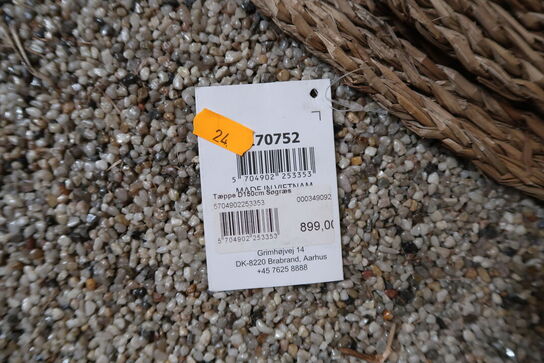 24
70752
5 704902 253353
MADE IN VIETNAM
Tæppe D150cm Søgræs
5704902253353 000349092
899,00
5 704902 253353
Grimhøjvej 14
DK-8220 Brabrand, Aarhus
+45 7625 8888